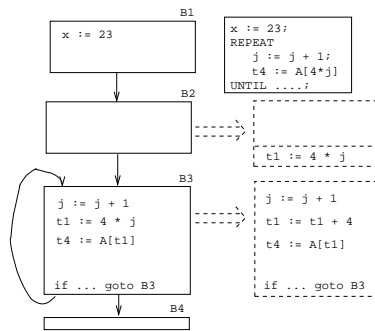 B1
x := 23
x := 23;
REPEAT
j := j + 1;
t4 := A[4*j]
UNTIL ....;
B2
t1 := 4 * j
B3
j := j + 1
t1 := 4 * j
t4 := A[t1]
if ... goto B3
j := j + 1
t1 := t1 + 4
t4 := A[t1]
if ... goto B3
B4